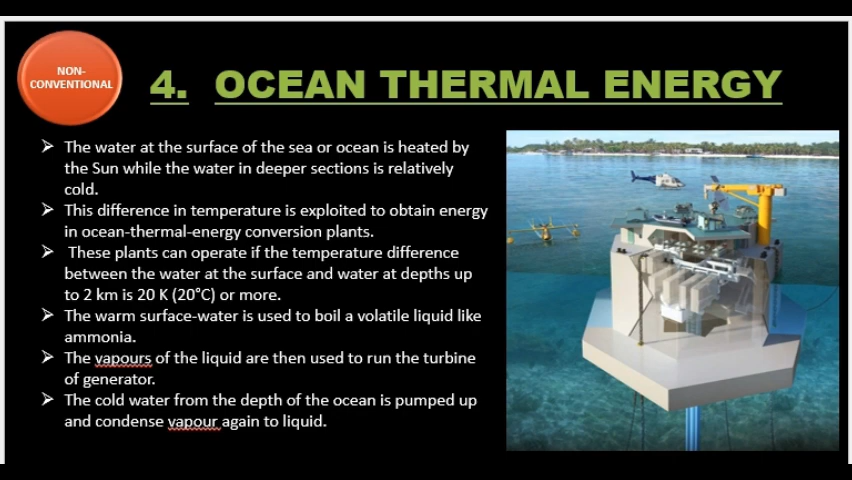 NON-
CONVENTIONAL
4. OCEAN THERMAL ENERGY
➢ The water at the surface of the sea or ocean is heated by
the Sun while the water in deeper sections is relatively
cold.
➢ This difference in temperature is exploited to obtain energy
in ocean-thermal-energy conversion plants.
➢ These plants can operate if the temperature difference
between the water at the surface and water at depths up
to 2 km is 20 K (20°C) or more.
➢ The warm surface-water is used to boil a volatile liquid like
ammonia.
➢ The vapours of the liquid are then used to run the turbine
of generator.
➢ The cold water from the depth of the ocean is pumped up
and condense vapour again to liquid.